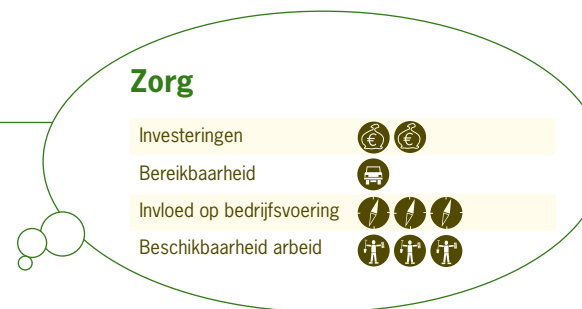 Zorg
Investeringen € €
Bereikbaarheid
Invloed op bedrijfsvoering
Beschikbaarheid arbeid